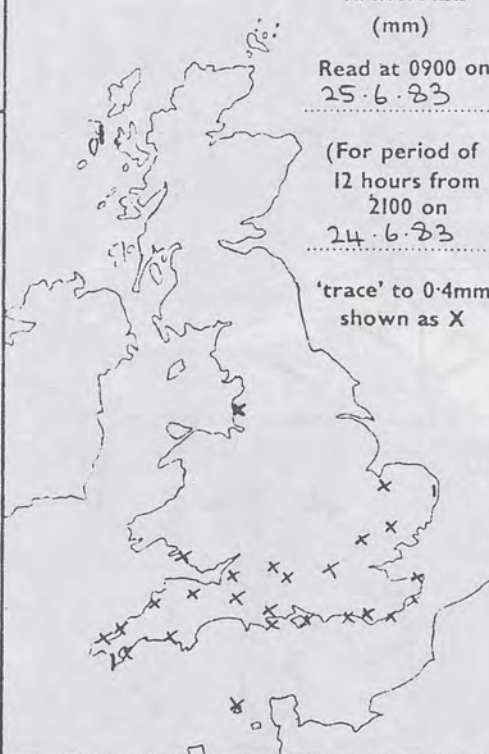 (mm)
Read at 0900 on
25.6.83
(For period of
12 hours from
2100 on
24.6.83
'trace' to 0·4mm
shown as X